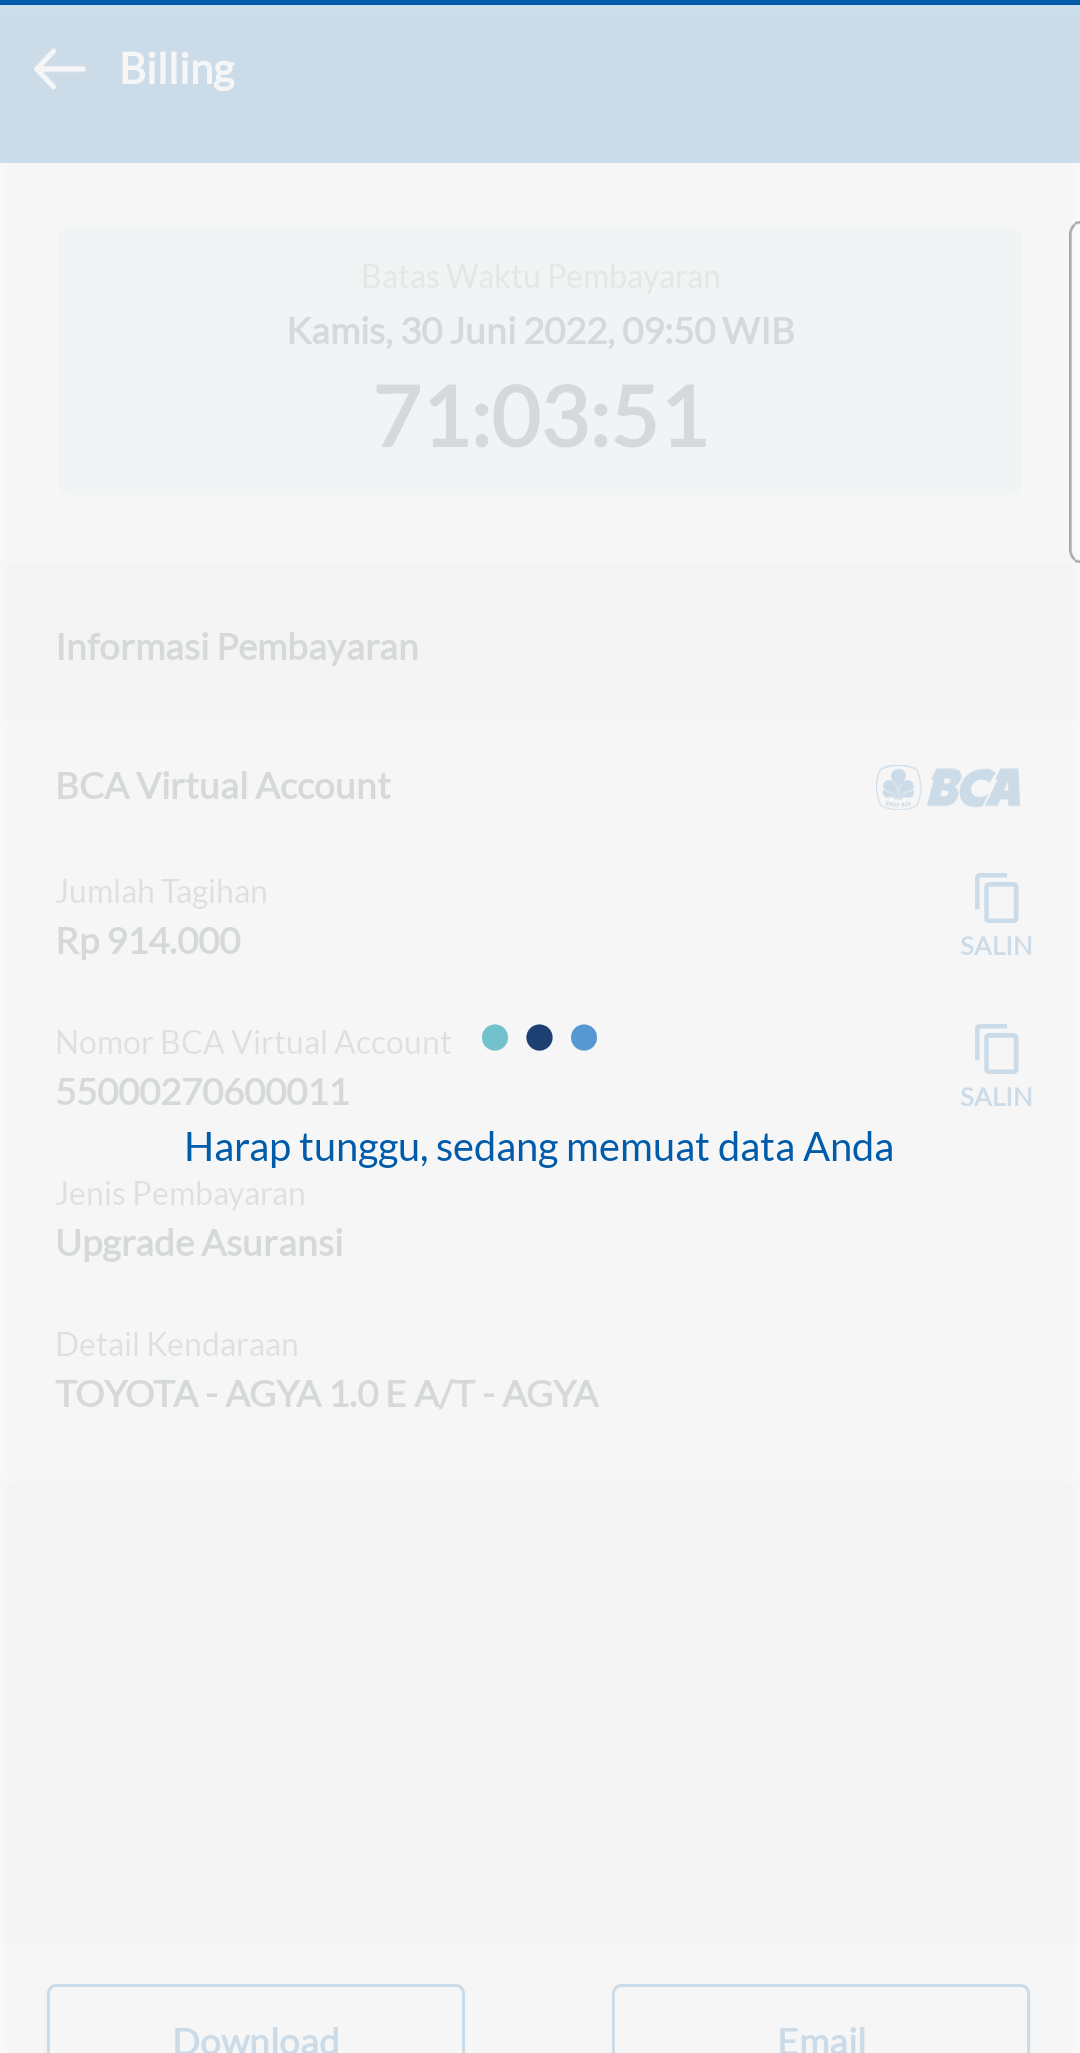 Billing
Batas Waktu Pembayaran
Kamis, 30 Juni 2022, 09:50 WIB
71:03:51
Informasi Pembayaran
BCA Virtual Account
BCA
Jumlah Tagihan
Rp 914.000
SALIN
Nomor BCA Virtual Account
55000270600011
SALIN
Harap tunggu, sedang memuat data Anda
Jenis Pembayaran
Upgrade Asuransi
Detail Kendaraan
TOYOTA - AGYA 1.0 E A/T - AGYA
Download
Email